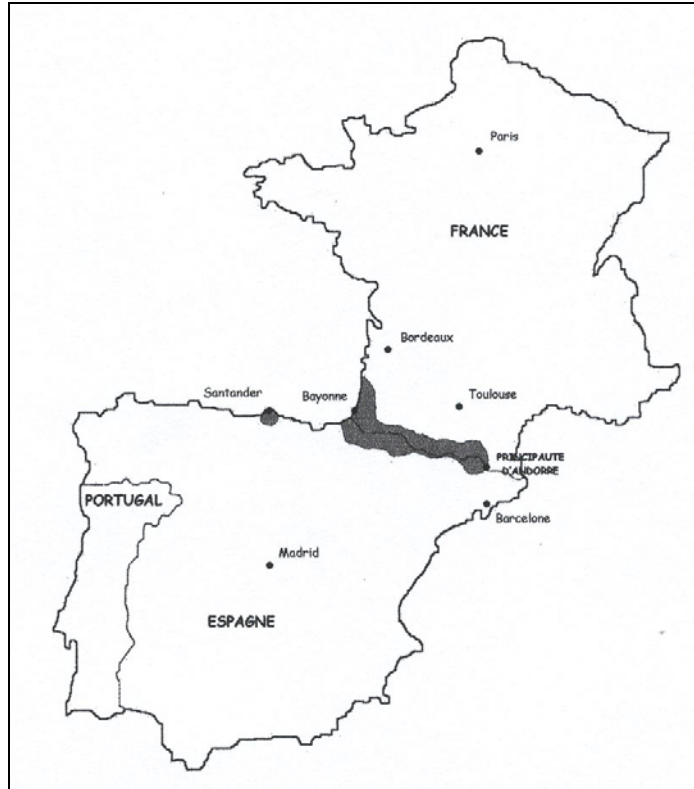 Paris
FRANCE
Bordeaux
Santander
Bayonne
Toulouse
PRINCIPAUTE
D'ANDORRE
PORTUGAL
Barcelone
Madrid
ESPAGNE